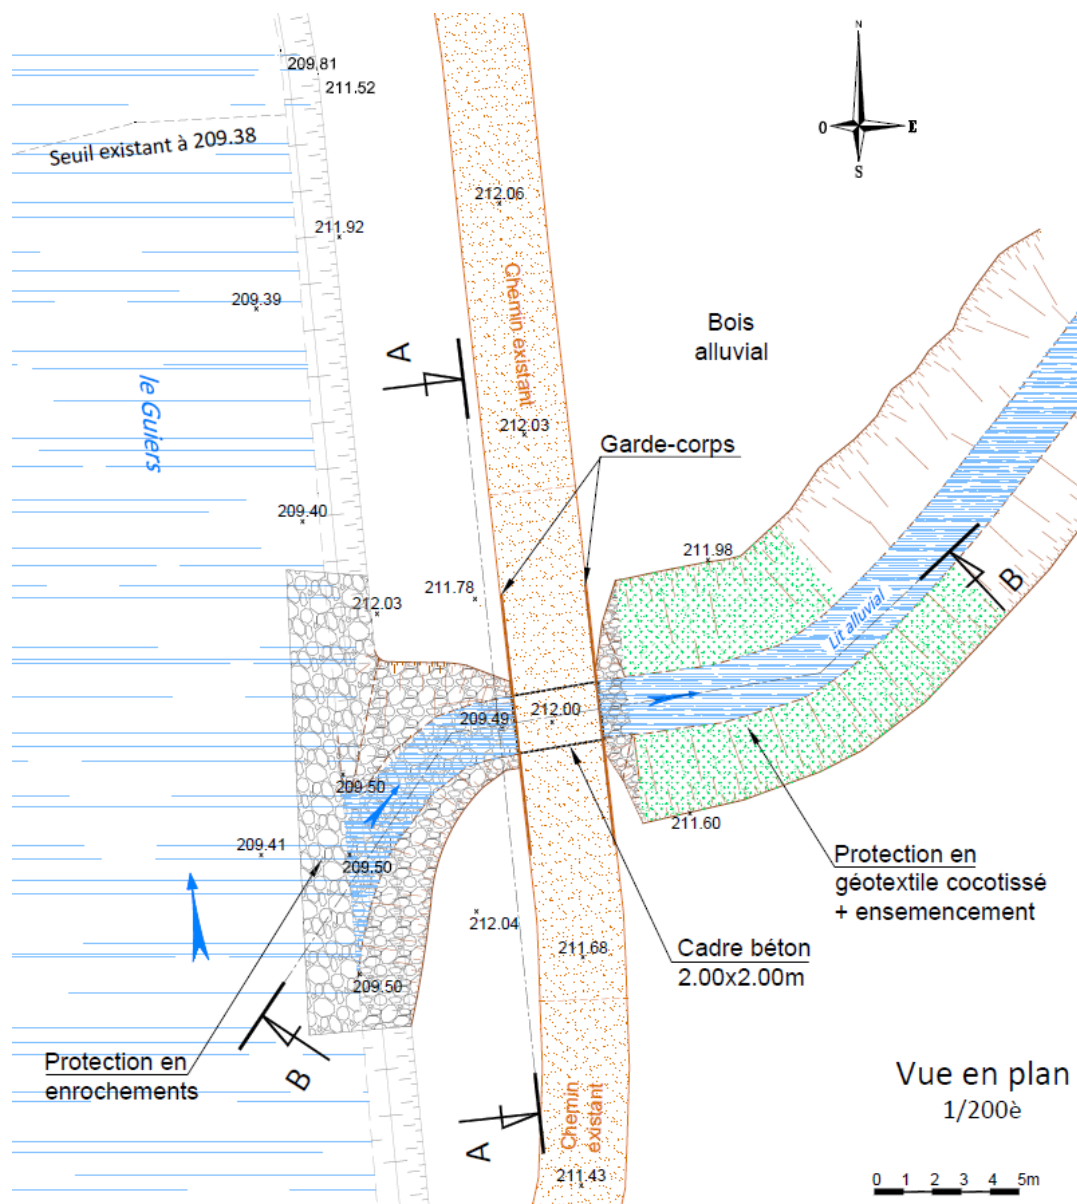 N
209.81
211.52
O
E
S
Seuil existant à 209.38
212.06
211.92
209.39
Chemin existant
Bois
alluvial
A
le Guiers
212.03
Garde-corps
209.40
211.98
211.78
B
212.03
Lit alluvial
209.49
212.00
209.50
211.60
209.41
209.50
Protection en
géotextile cocotissé
+ ensemencement
212.04
211.68
Cadre béton
2.00x2.00m
209.50
Protection en
enrochements
B
Vue en plan
1/200è
Chemin
existant
A
211.43
0 1 2 3 4 5m